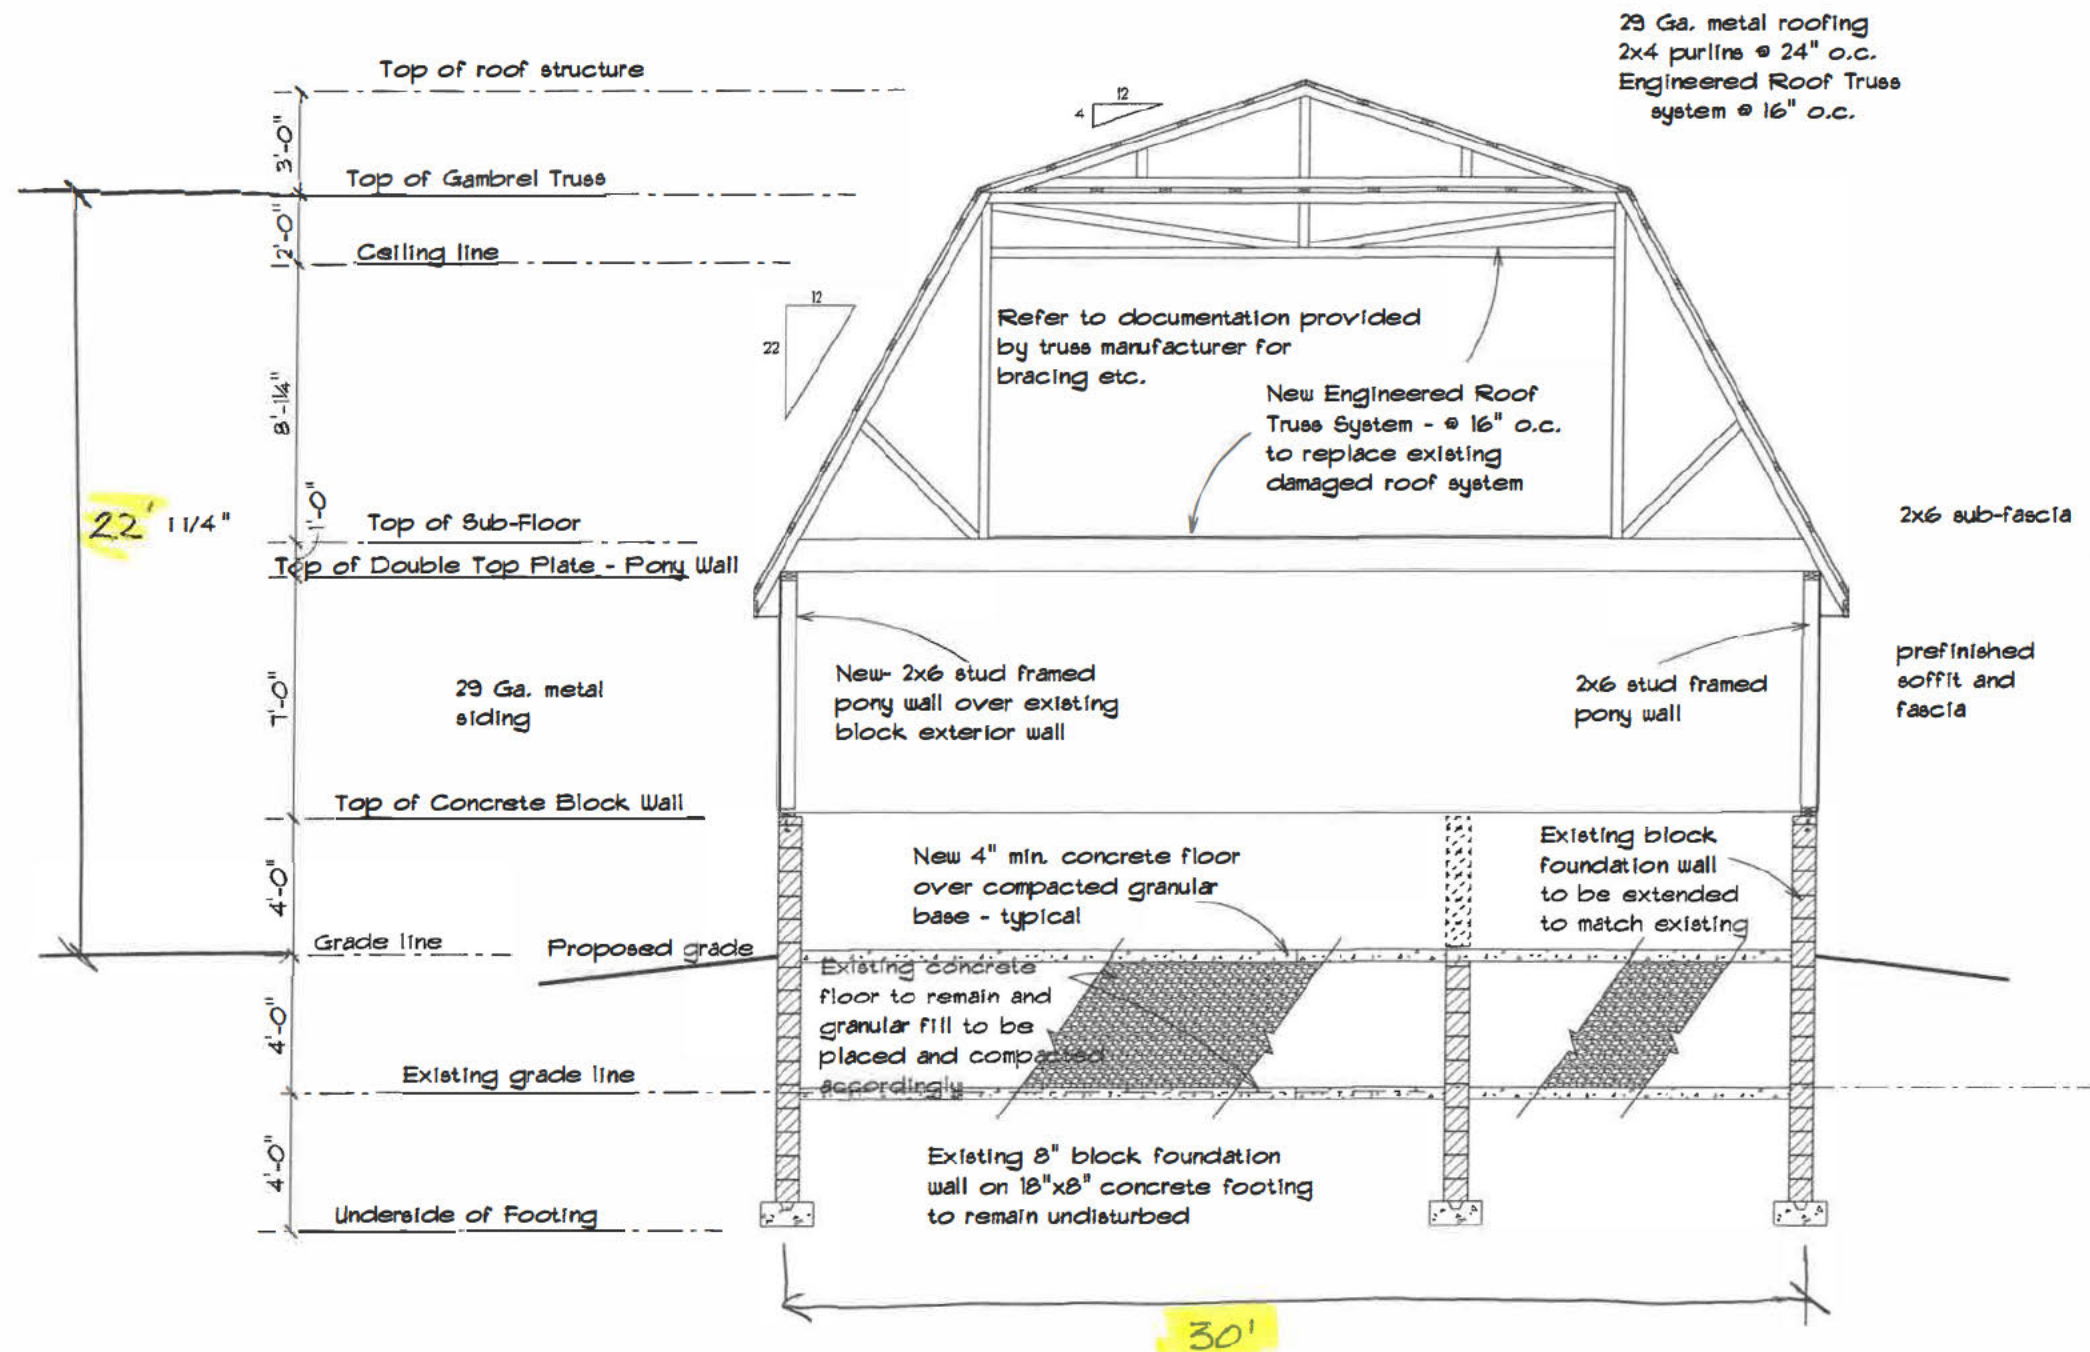 29 Ga. metal roofing
2x4 purlins @ 24" o.c.
Engineered Roof Truss
system @ 16" o.c.
Top of roof structure
12
4
3'-0"
Top of Gambrel Truss
2'-0"
Ceiling line
12
22
Refer to documentation provided
by truss manufacturer for
bracing etc.
8'-1¼"
New Engineered Roof
Truss System - @ 16" o.c.
to replace existing
damaged roof system
22' 1 1/4"
1'-0"
Top of Sub-Floor
2x6 sub-fascia
Top of Double Top Plate - Pony Wall
7'-0"
29 Ga. metal
siding
New- 2x6 stud framed
pony wall over existing
block exterior wall
2x6 stud framed
pony wall
prefinished
soffit and
fascia
Top of Concrete Block Wall
4'-0"
New 4" min. concrete floor
over compacted granular
base - typical
Existing block
foundation wall
to be extended
to match existing
Grade line
Proposed grade
Existing concrete
floor to remain and
granular fill to be
placed and compacted
accordingly
4'-0"
Existing grade line
4'-0"
Existing 8" block foundation
wall on 18"x8" concrete footing
to remain undisturbed
Underside of Footing
30'